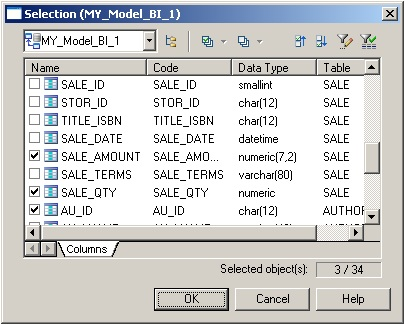 Selection (MY_Model_BI_1)
MY_Model_BI_1
Name Code Data Type Table
SALE_ID SALE_ID smallint SALE
STOR_ID STOR_ID char(12) SALE
TITLE_ISBN TITLE_ISBN char(12) SALE
SALE_DATE SALE_DATE datetime SALE
SALE_AMOUNT SALE_AMO... numeric(7,2) SALE
SALE_TERMS SALE_TERMS varchar(80) SALE
SALE_QTY SALE_QTY numeric SALE
AU_ID AU_ID char(12) AUTHO
Columns
Selected object(s): 3 / 34
OK Cancel Help